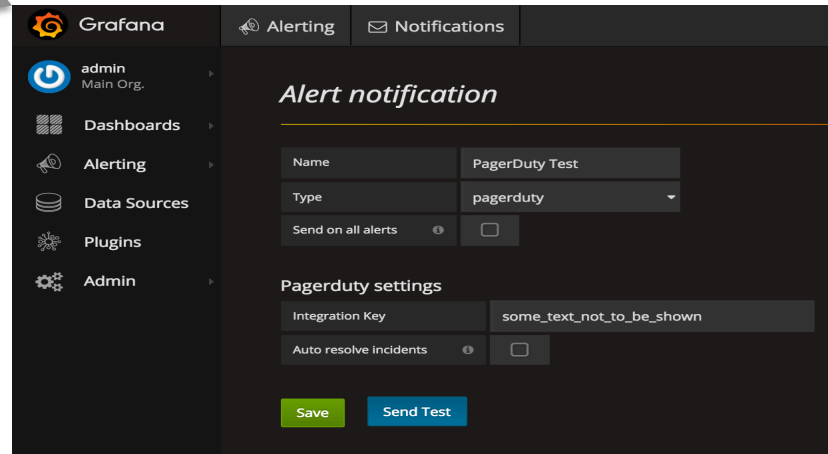 Grafana
Alerting
Notifications
admin
Main Org.
Dashboards
Alerting
Data Sources
Plugins
Admin
Alert notification
Name PagerDuty Test
Type pagerduty
Send on all alerts
Pagerduty settings
Integration Key some_text_not_to_be_shown
Auto resolve incidents
Save Send Test